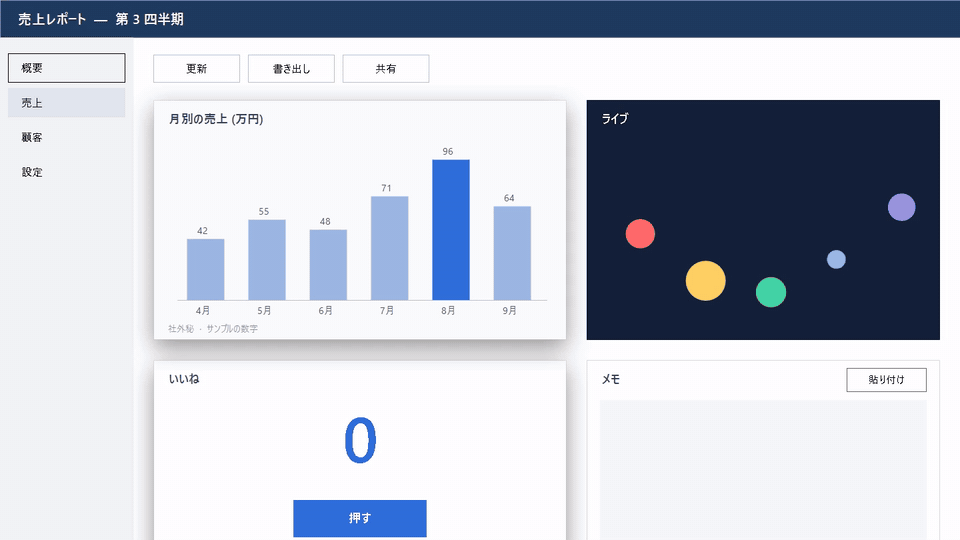 売上レポート — 第 3 四半期
概要
売上
顧客
設定
更新 書き出し 共有
月別の売上 (万円)
96
71
64
55
48
42
4月 5月 6月 7月 8月 9月
社外秘 · サンプルの数字
ライブ
いいね
0
押す
メモ
貼り付け